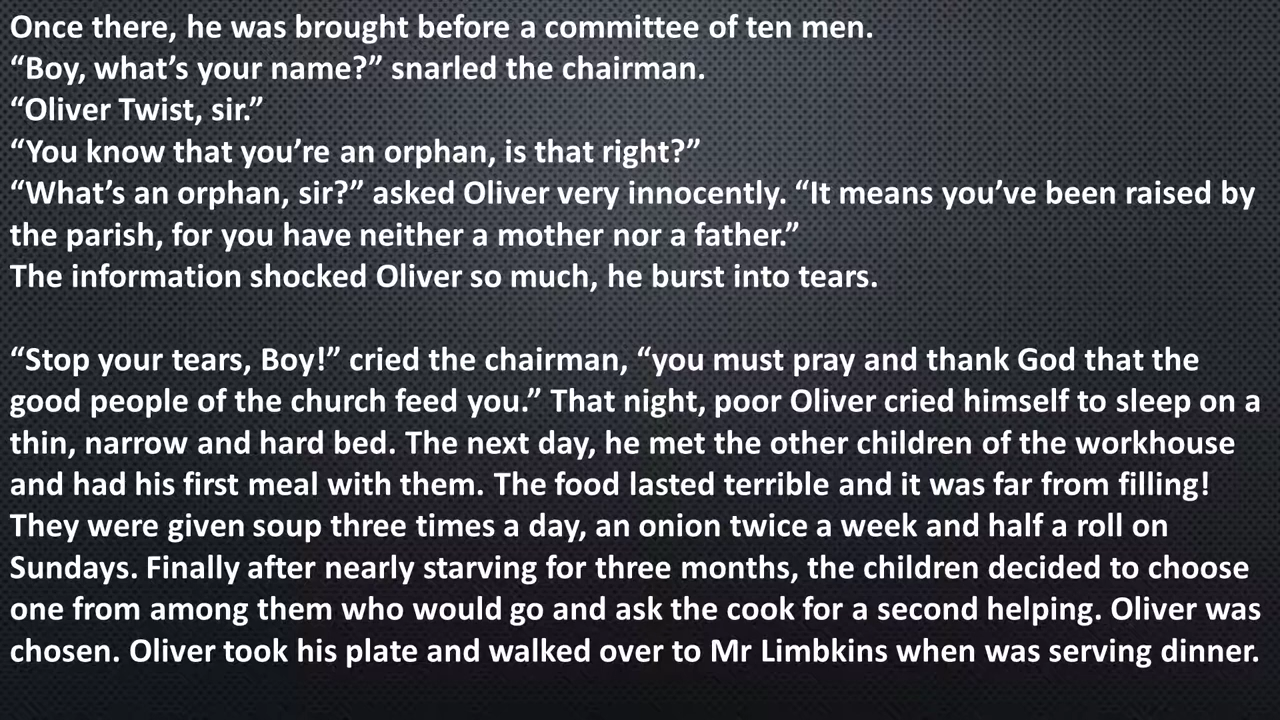 Once there, he was brought before a committee of ten men.
“Boy, what’s your name?” snarled the chairman.
“Oliver Twist, sir.”
“You know that you’re an orphan, is that right?”
“What’s an orphan, sir?” asked Oliver very innocently. “It means you’ve been raised by
the parish, for you have neither a mother nor a father.”
The information shocked Oliver so much, he burst into tears.
“Stop your tears, Boy!” cried the chairman, “you must pray and thank God that the
good people of the church feed you.” That night, poor Oliver cried himself to sleep on a
thin, narrow and hard bed. The next day, he met the other children of the workhouse
and had his first meal with them. The food lasted terrible and it was far from filling!
They were given soup three times a day, an onion twice a week and half a roll on
Sundays. Finally after nearly starving for three months, the children decided to choose
one from among them who would go and ask the cook for a second helping. Oliver was
chosen. Oliver took his plate and walked over to Mr Limbkins when was serving dinner.